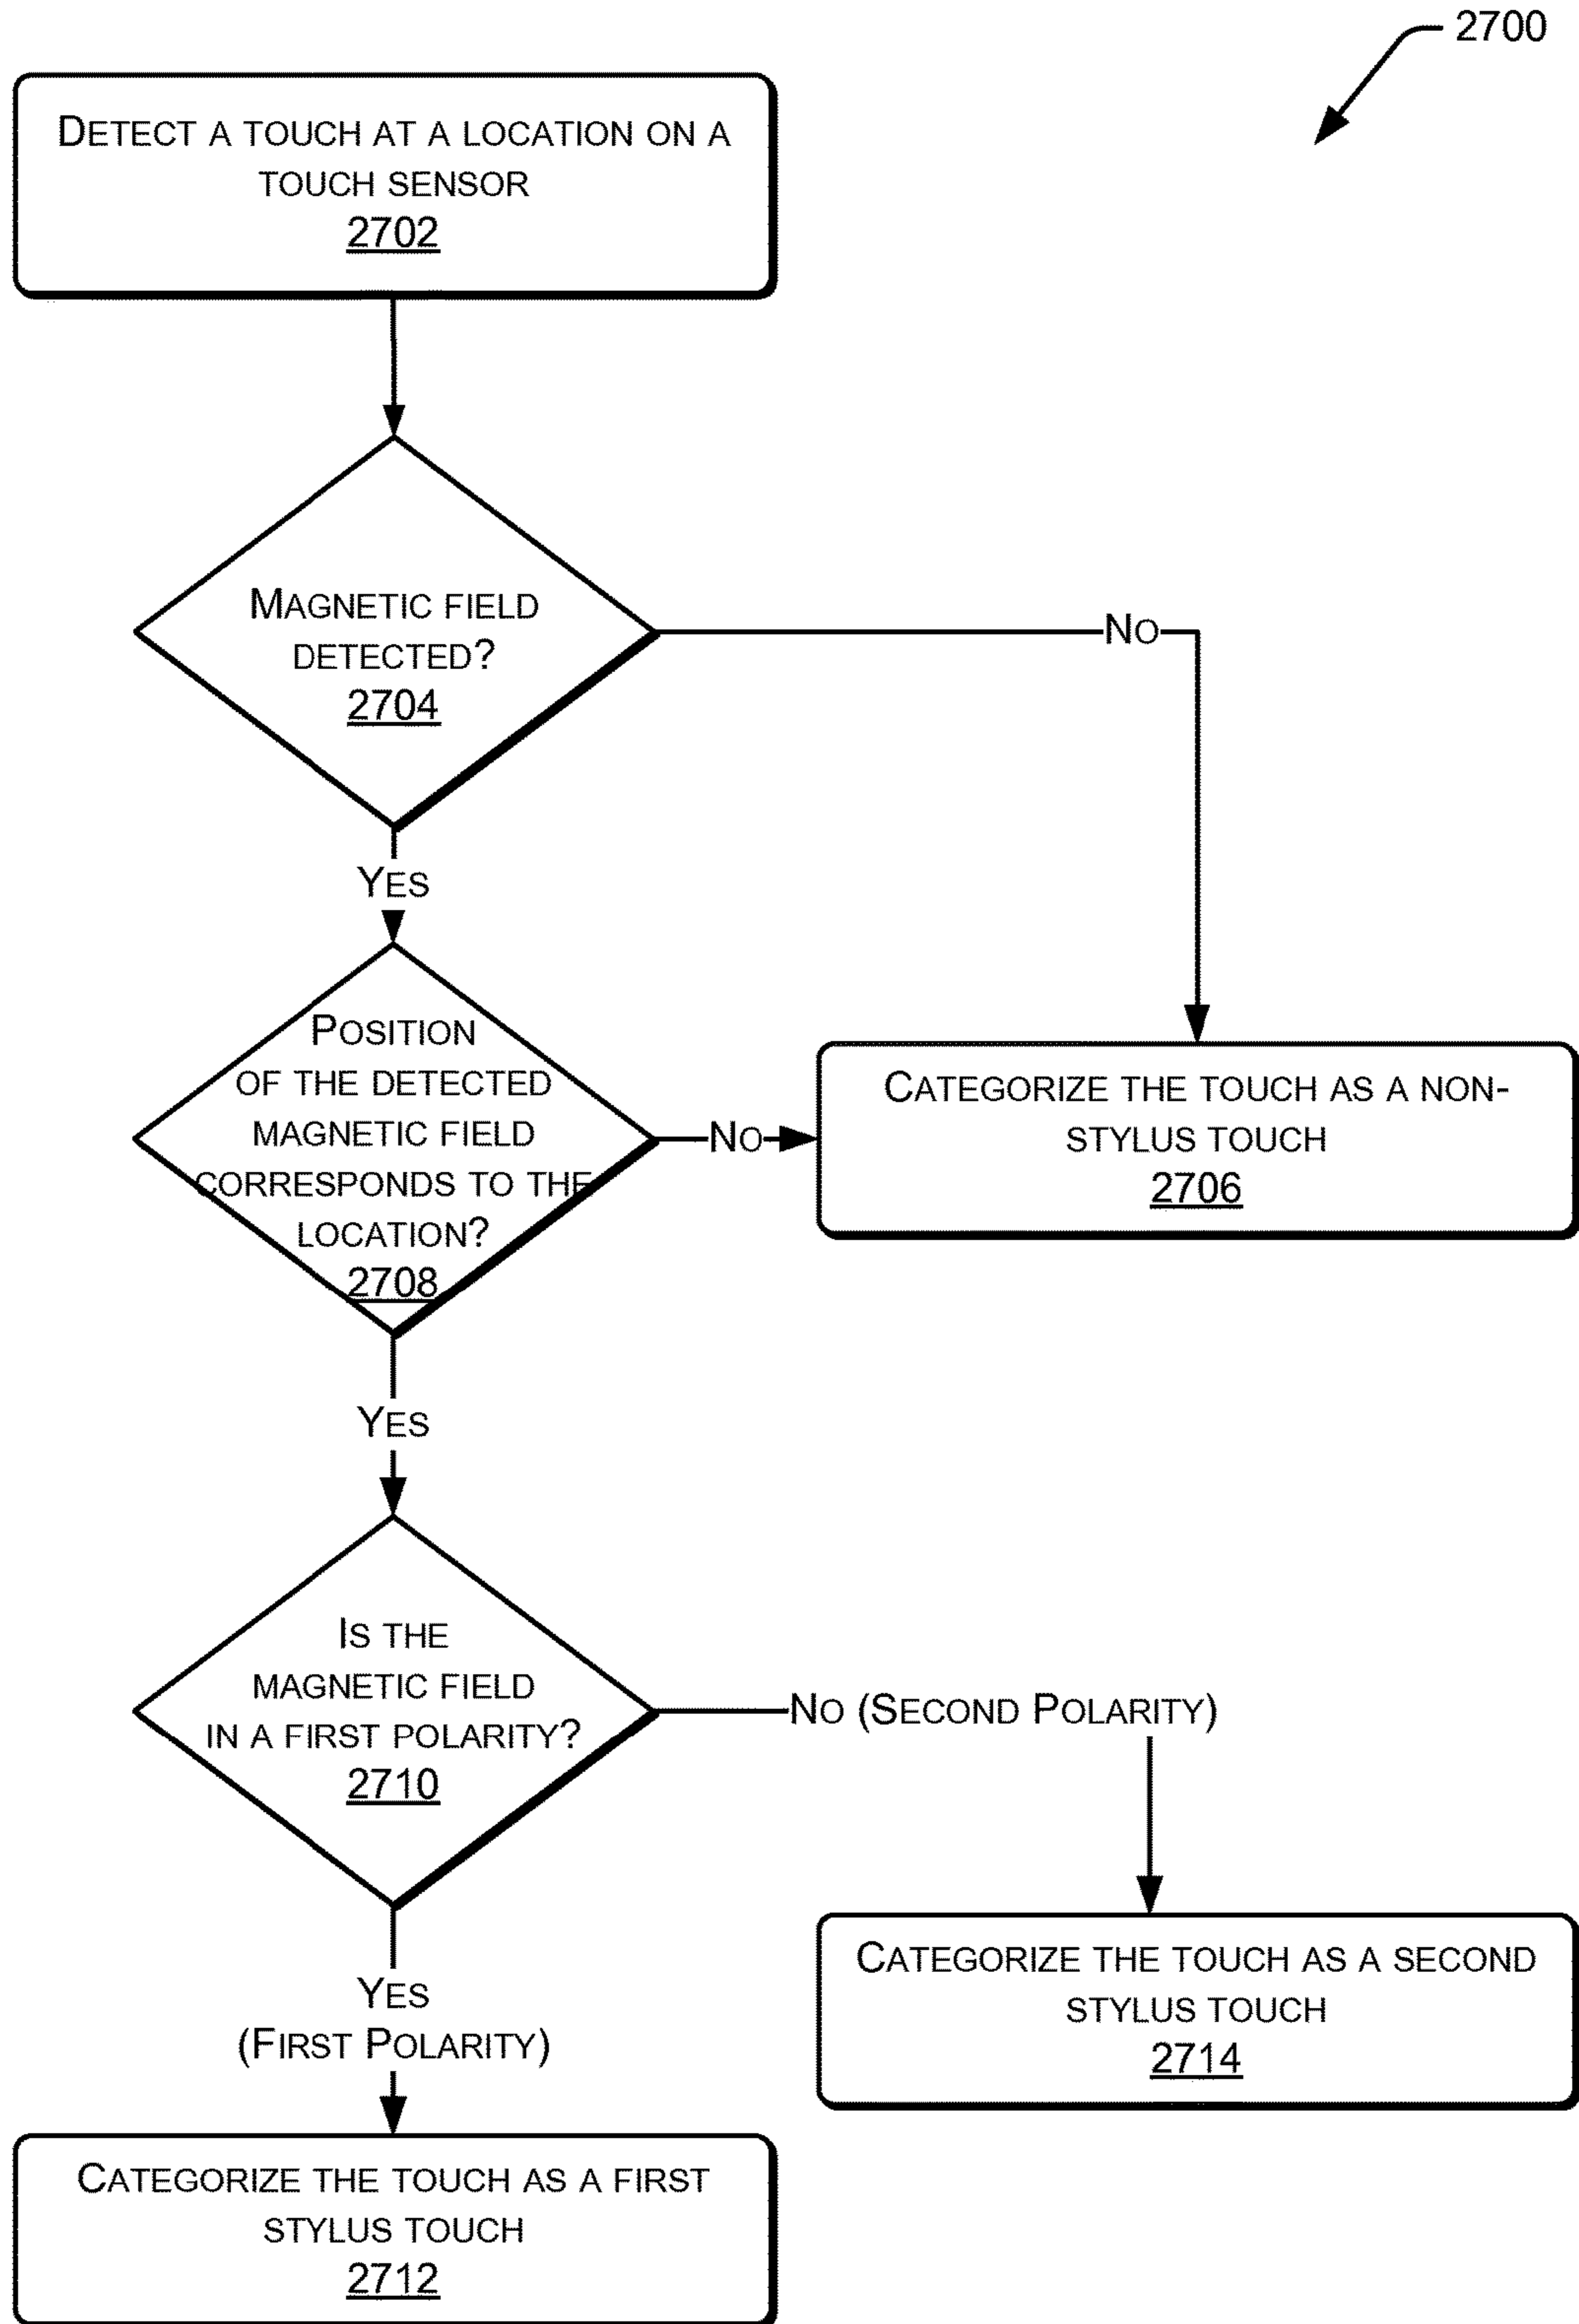 2700
DETECT A TOUCH AT A LOCATION ON A
TOUCH SENSOR
2702
MAGNETIC FIELD
DETECTED?
2704
NO
YES
POSITION
OF THE DETECTED
MAGNETIC FIELD
CORRESPONDS TO THE
LOCATION?
2708
NO
CATEGORIZE THE TOUCH AS A NON-
STYLUS TOUCH
2706
YES
IS THE
MAGNETIC FIELD
IN A FIRST POLARITY?
2710
NO (SECOND POLARITY)
YES
(FIRST POLARITY)
CATEGORIZE THE TOUCH AS A SECOND
STYLUS TOUCH
2714
CATEGORIZE THE TOUCH AS A FIRST
STYLUS TOUCH
2712